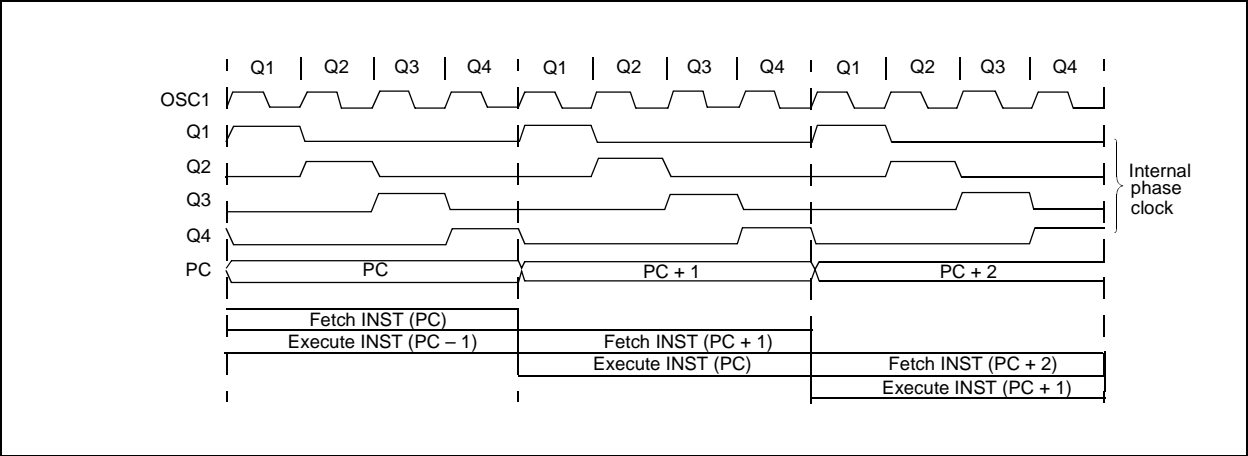 Q1 Q2 Q3 Q4 Q1 Q2 Q3 Q4 Q1 Q2 Q3 Q4
OSC1
Q1
Q2
Q3
Q4
Internal
phase
clock
PC PC PC + 1 PC + 2
Fetch INST (PC)
Execute INST (PC – 1) Fetch INST (PC + 1)
Execute INST (PC) Fetch INST (PC + 2)
Execute INST (PC + 1)